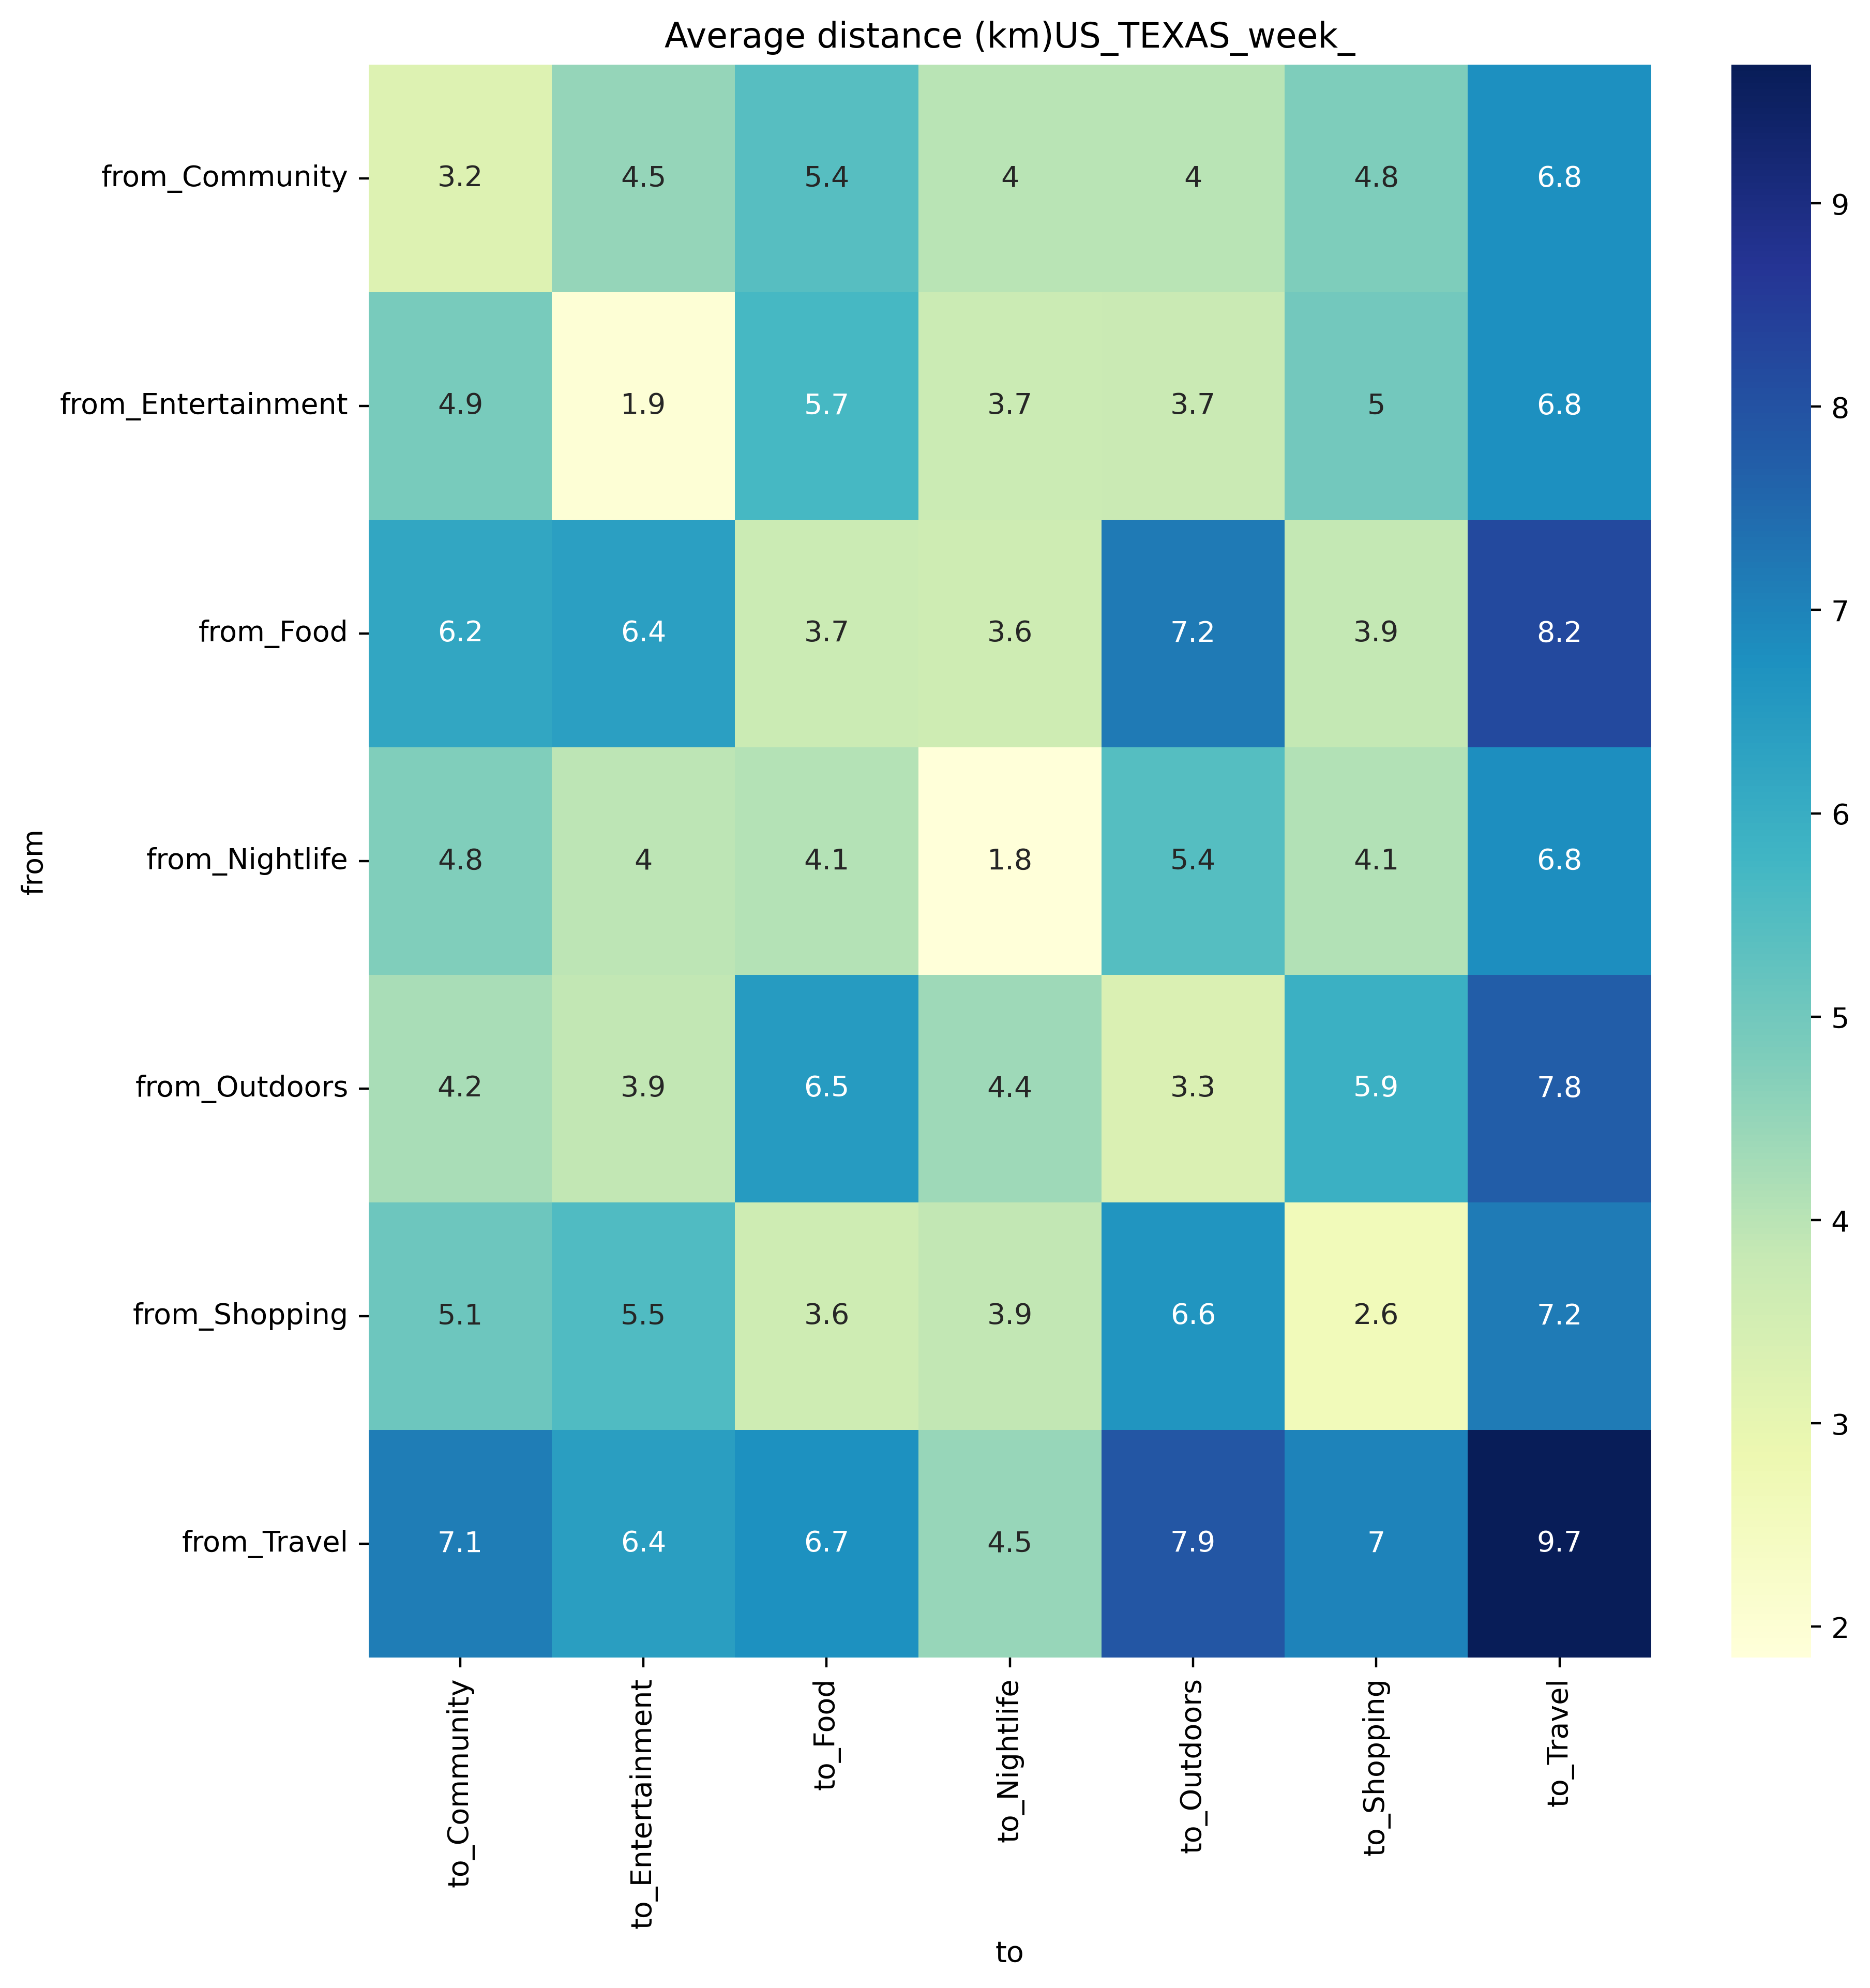 Average distance (km)US_TEXAS_week_
from_Community 3.2 4.5 5.4 4 4 4.8 6.8
from_Entertainment 4.9 1.9 5.7 3.7 3.7 5 6.8
from_Food 6.2 6.4 3.7 3.6 7.2 3.9 8.2
from_Nightlife 4.8 4 4.1 1.8 5.4 4.1 6.8
from_Outdoors 4.2 3.9 6.5 4.4 3.3 5.9 7.8
from_Shopping 5.1 5.5 3.6 3.9 6.6 2.6 7.2
from_Travel 7.1 6.4 6.7 4.5 7.9 7 9.7
from
to_Community
to_Entertainment
to_Food
to_Nightlife
to_Outdoors
to_Shopping
to_Travel
to
9
8
7
6
5
4
3
2